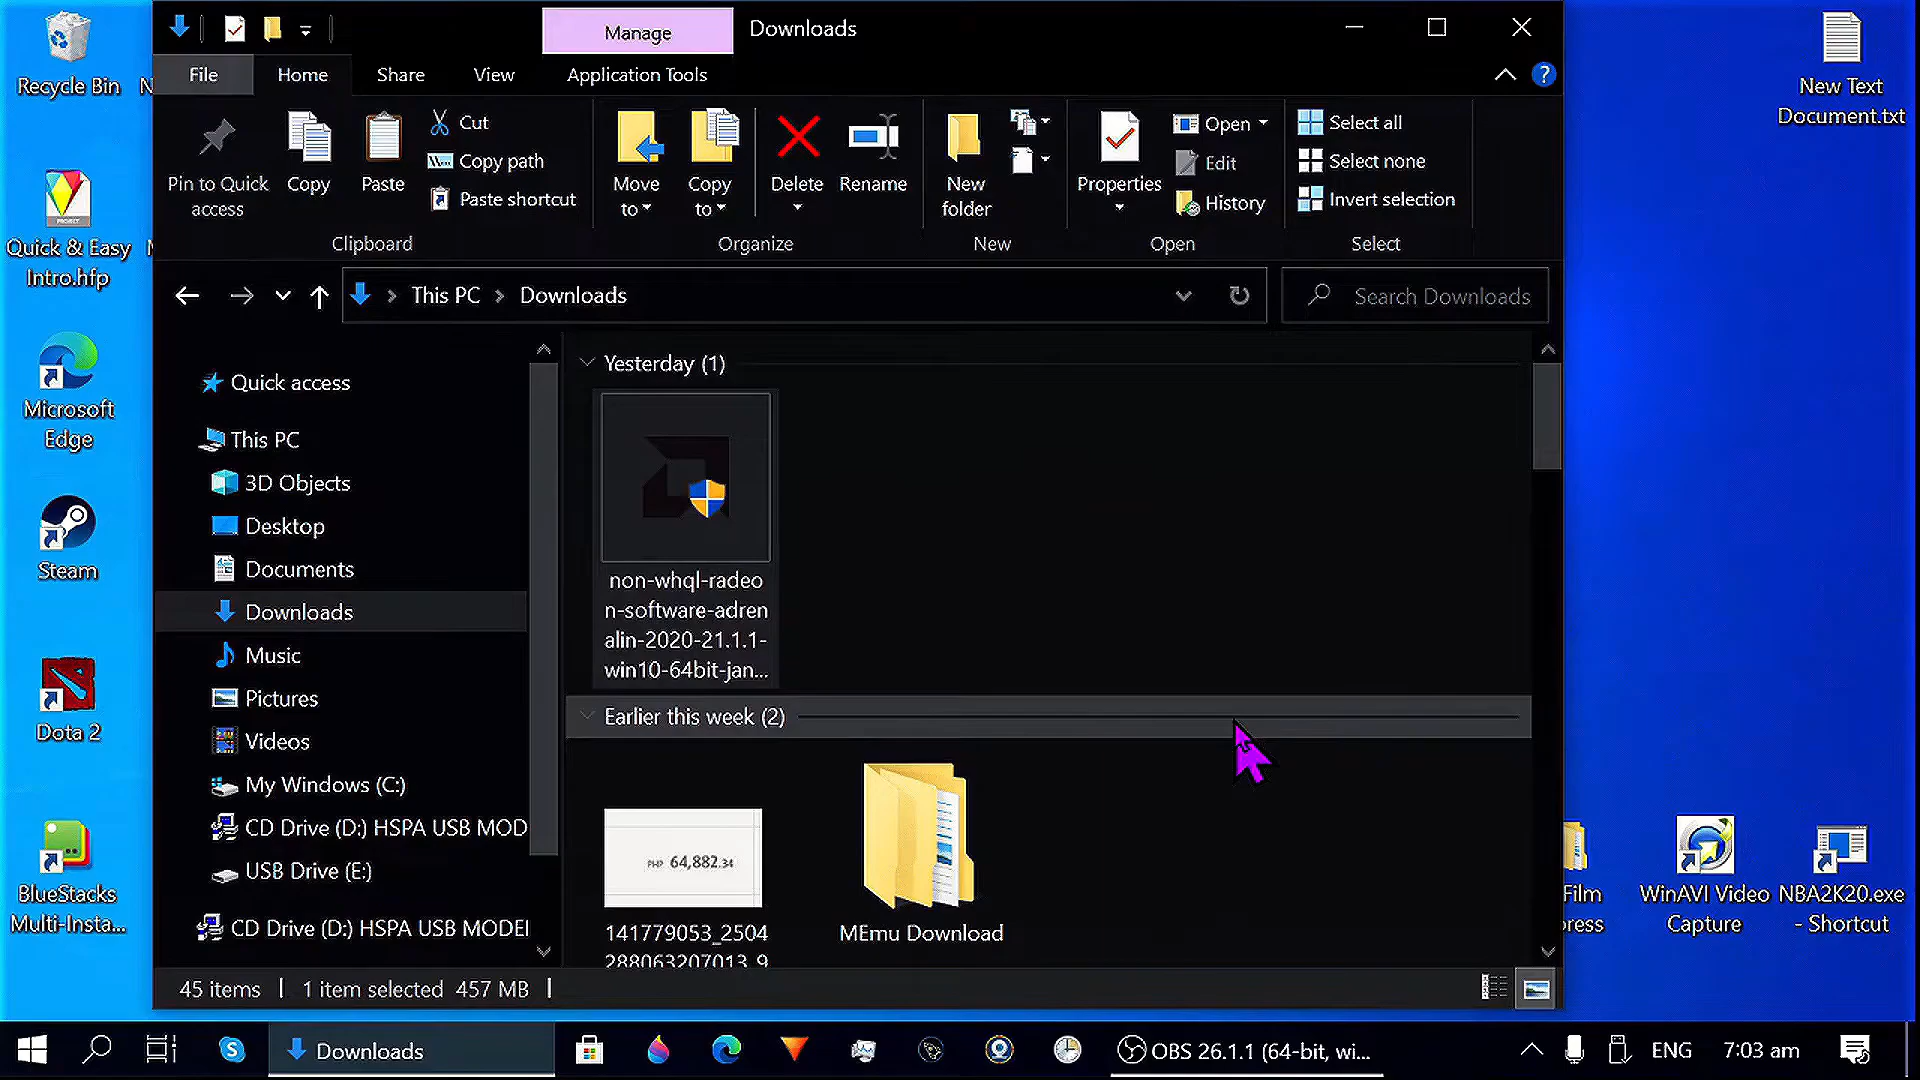 Manage
Downloads
File
Home
Share
View
Application Tools
Pin to Quick
access
Copy
Paste
Cut
Copy path
Paste shortcut
Clipboard
Move
to
Copy
to
Delete
Rename
Organize
New
folder
New
Properties
Open
Edit
History
Open
Select all
Select none
Invert selection
Select
This PC
Downloads
Search Downloads
Quick access
This PC
3D Objects
Desktop
Documents
Downloads
Music
Pictures
Videos
My Windows (C:)
CD Drive (D:) HSPA USB MOD
USB Drive (E:)
CD Drive (D:) HSPA USB MODEI
Yesterday (1)
non-whql-radeo
n-software-adren
alin-2020-21.1.1-
win10-64bit-jan...
Earlier this week (2)
PHP 64,882.34
141779053_2504
288063207013_9
MEmu Download
45 items
1 item selected 457 MB
Recycle Bin
N
Quick & Easy
Intro.hfp
PROJECT
Microsoft
Edge
Steam
Dota 2
BlueStacks
Multi-Insta...
New Text
Document.txt
Film
press
WinAVI Video
Capture
NBA2K20.exe
- Shortcut
Downloads
OBS 26.1.1 (64-bit, wi...
ENG
7:03 am